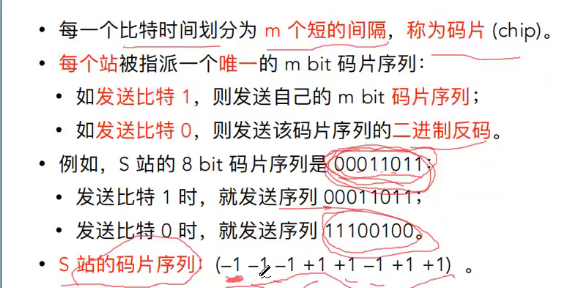 • 每一个比特时间划分为 m 个短的间隔，称为码片 (chip)。
• 每个站被指派一个唯一的 m bit 码片序列：
• 如发送比特 1，则发送自己的 m bit 码片序列；
• 如发送比特 0，则发送该码片序列的二进制反码。
• 例如，S 站的 8 bit 码片序列是 00011011；
• 发送比特 1 时，就发送序列 00011011；
• 发送比特 0 时，就发送序列 11100100。
• S 站的码片序列：(–1 –1 –1 +1 +1 –1 +1 +1) 。